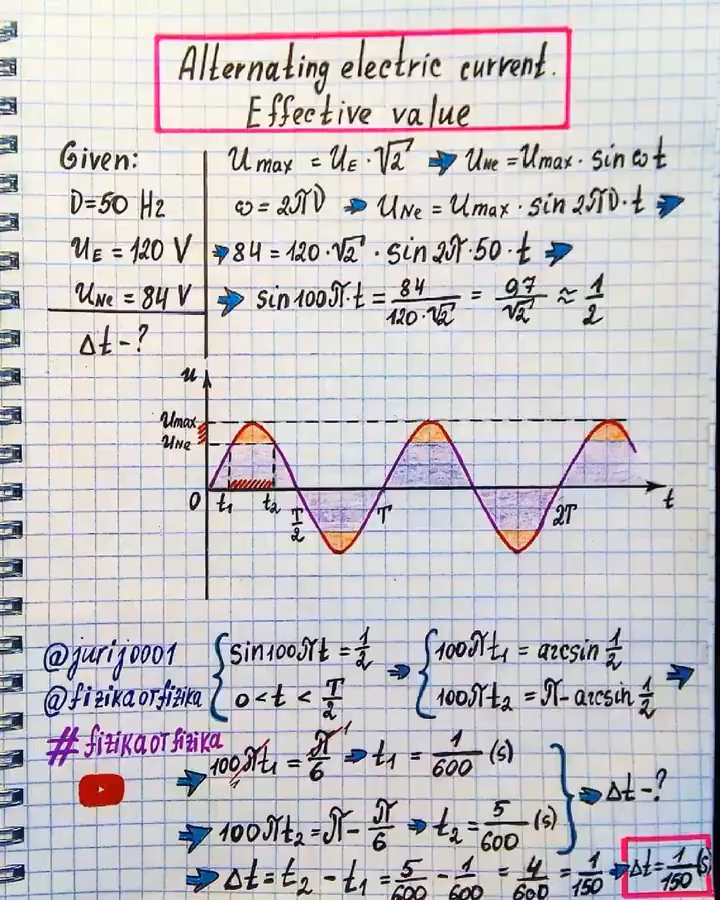 Alternating electric current.
Effective value
Given:
υ=50 Hz
U_E = 120 V
U_Ne = 84 V
Δt-?
U_max = U_E · √2 ⇒ U_Ne = U_max · sin ωt
ω = 2πυ ⇒ U_Ne = U_max · sin 2πυ · t ⇒
⇒ 84 = 120 · √2 · sin 2π · 50 · t ⇒
⇒ sin 100π · t = 84/(120·√2) = 0,7/√2 ≈ 1/2
u
U_max
U_Ne
0 t₁ t₂ T/2 T 2T t
@jurij0001
@fizikaorfizika
#fizikaorfizika
{ sin 100πt = 1/2 ⇒ { 100πt₁ = arcsin 1/2
0 < t < T/2 100πt₂ = π - arcsin 1/2 ⇒
⇒ 100πt₁ = π/6 ⇒ t₁ = 1/600 (s)
⇒ 100πt₂ = π - π/6 ⇒ t₂ = 5/600 (s) } ⇒ Δt-?
⇒ Δt = t₂ - t₁ = 5/600 - 1/600 = 4/600 = 1/150 ⇒ Δt = 1/150 (s)